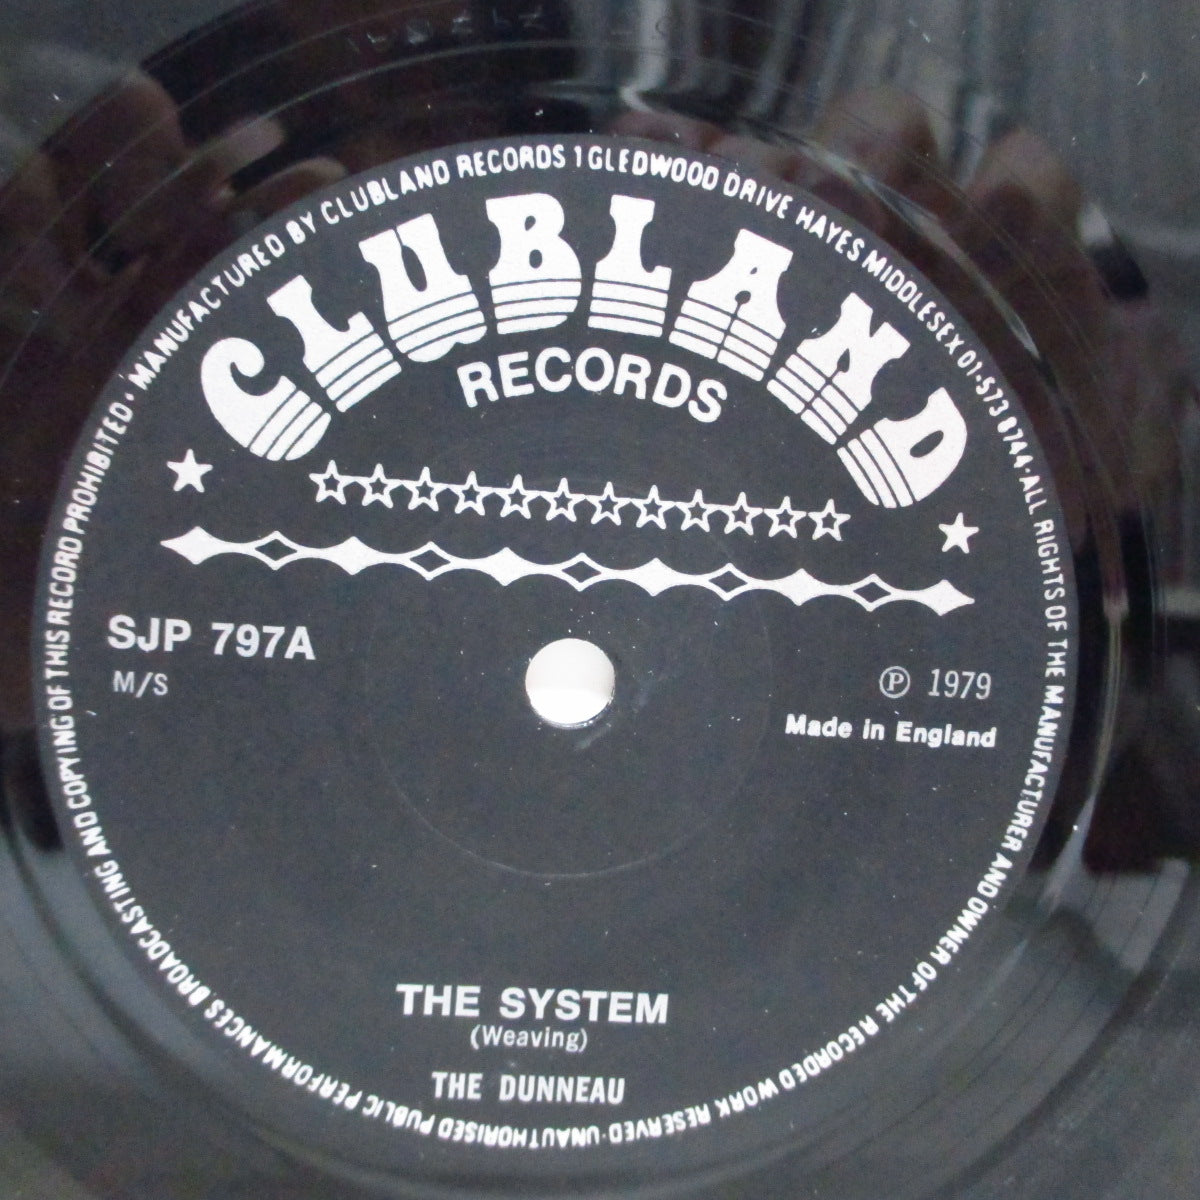 MANUFACTURED BY CLUBLAND RECORDS 1 GLEDWOOD DRIVE HAYES MIDDLESEX 01-573 8744 · ALL RIGHTS OF THE MANUFACTURER AND OWNER OF THE RECORDED WORK RESERVED · UNAUTHORISED PUBLIC PERFORMANCES BROADCASTING AND COPYING OF THIS RECORD PROHIBITED ·
CLUBLAND
RECORDS
SJP 797A
M/S
℗ 1979
Made in England
THE SYSTEM
(Weaving)
THE DUNNEAU